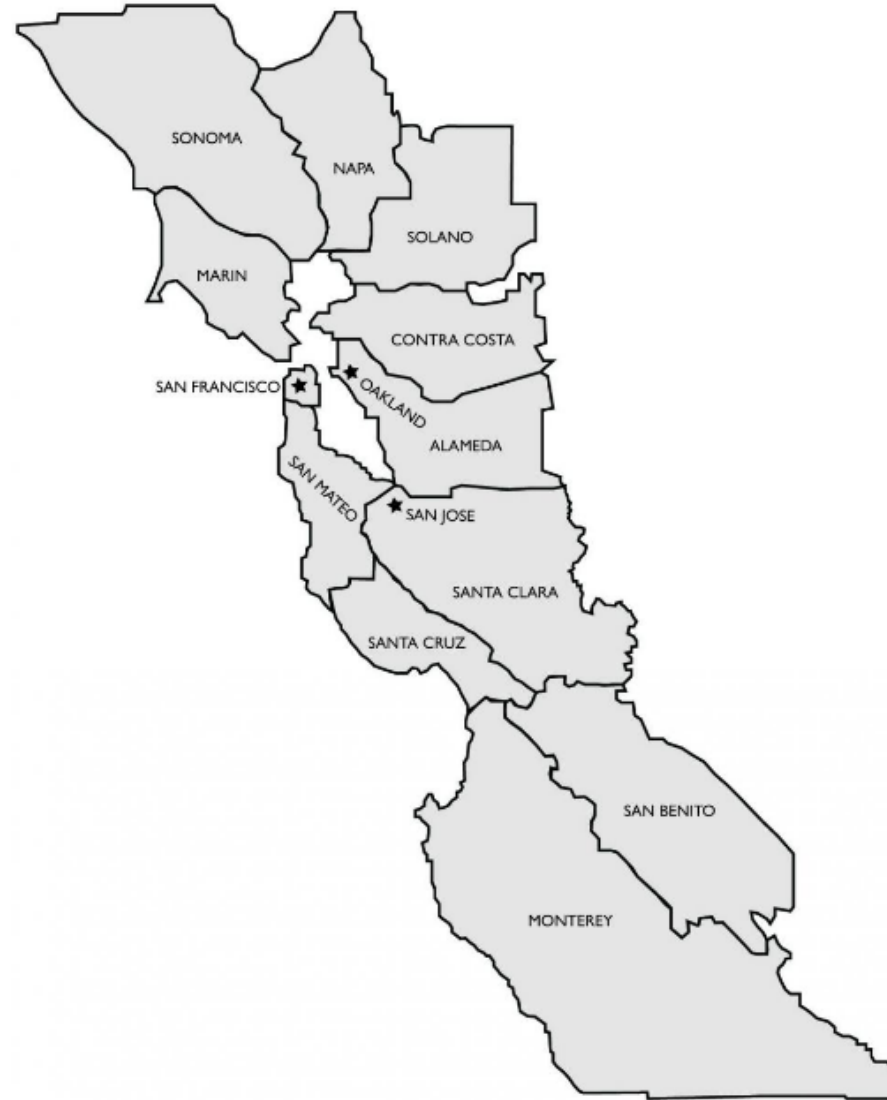 SONOMA
NAPA
SOLANO
MARIN
CONTRA COSTA
SAN FRANCISCO
OAKLAND
ALAMEDA
SAN MATEO
SAN JOSE
SANTA CLARA
SANTA CRUZ
SAN BENITO
MONTEREY